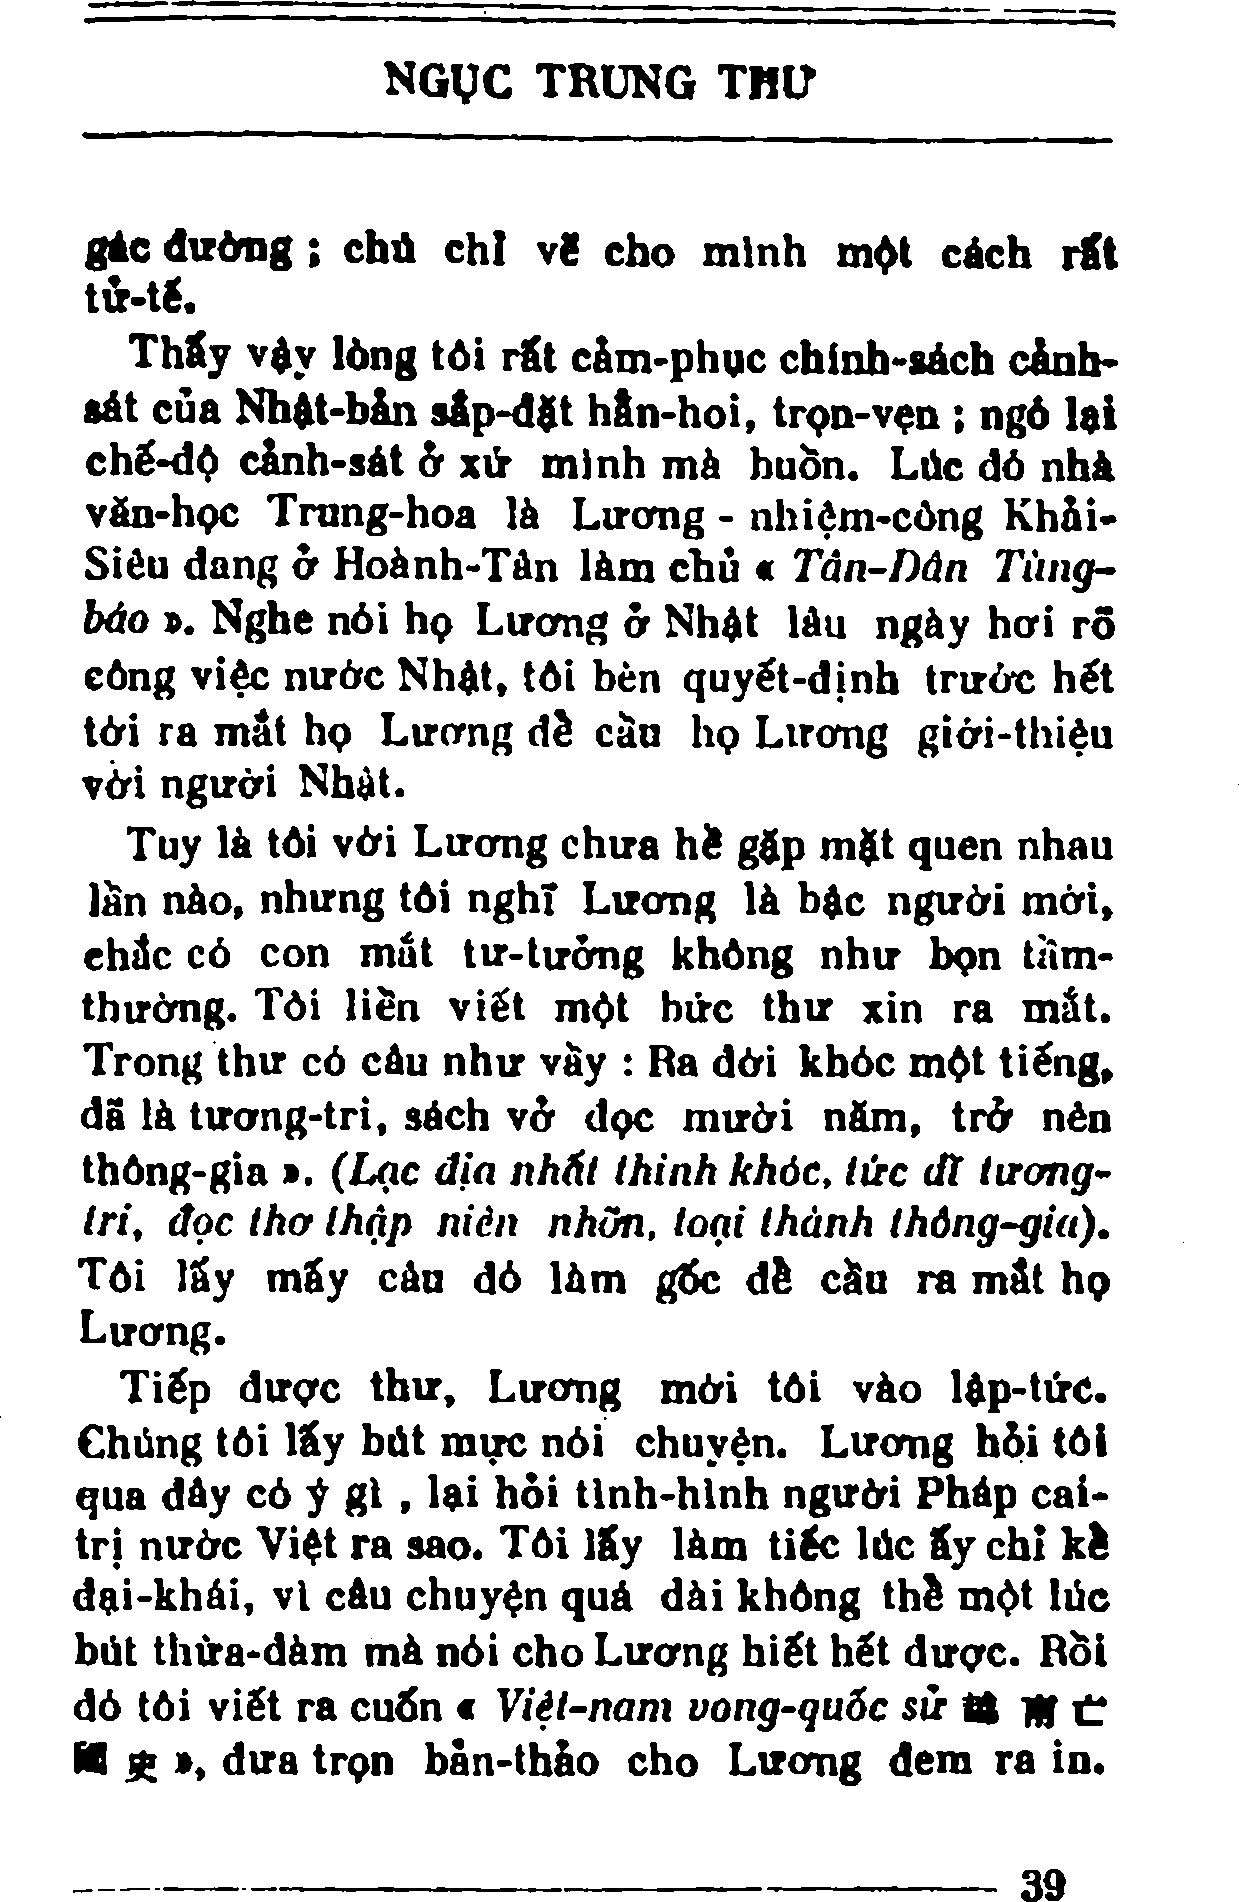 NGỤC TRUNG THƯ
gác đường ; chú chỉ vẽ cho mình một cách rất
tử-tế.
Thấy vậy lòng tôi rất cảm-phục chính-sách cảnh-
sát của Nhật-bản sắp-đặt hẳn-hoi, trọn-vẹn ; ngó lại
chế-độ cảnh-sát ở xứ mình mà buồn. Lúc đó nhà
văn-học Trung-hoa là Lương - nhiệm-công Khải-
Siêu đang ở Hoành-Tân làm chủ « Tân-Dân Tùng-
báo ». Nghe nói họ Lương ở Nhật lâu ngày hơi rõ
công việc nước Nhật, tôi bèn quyết-định trước hết
tới ra mắt họ Lương để cầu họ Lương giới-thiệu
với người Nhật.
Tuy là tôi với Lương chưa hề gặp mặt quen nhau
lần nào, nhưng tôi nghĩ Lương là bậc người mới,
chắc có con mắt tư-tưởng không như bọn tầm-
thường. Tôi liền viết một bức thư xin ra mắt.
Trong thư có câu như vầy : Ra đời khóc một tiếng,
đã là tương-tri, sách vở đọc mười năm, trở nên
thông-gia ». (Lạc địa nhất thinh khóc, tức dĩ tương-
tri, đọc thơ thập niên nhỡn, toại thành thông-gia).
Tôi lấy mấy câu đó làm gốc để cầu ra mắt họ
Lương.
Tiếp được thư, Lương mời tôi vào lập-tức.
Chúng tôi lấy bút mực nói chuyện. Lương hỏi tôi
qua đây có ý gì , lại hỏi tình-hình người Pháp cai-
trị nước Việt ra sao. Tôi lấy làm tiếc lúc ấy chỉ kể
đại-khái, vì câu chuyện quá dài không thể một lúc
bút thừa-đàm mà nói cho Lương biết hết được. Rồi
đó tôi viết ra cuốn « Việt-nam vong-quốc sử 越 南 亡
國 史 », đưa trọn bản-thảo cho Lương đem ra in.
39